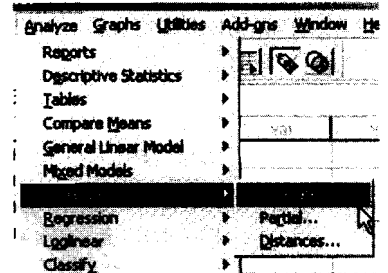 Analyze Graphs Utilities Add-ons Window He
Reports
Descriptive Statistics
Tables
Compare Means
General Linear Model
Mixed Models
Regression
Partial...
Loglinear
Distances...
Classify